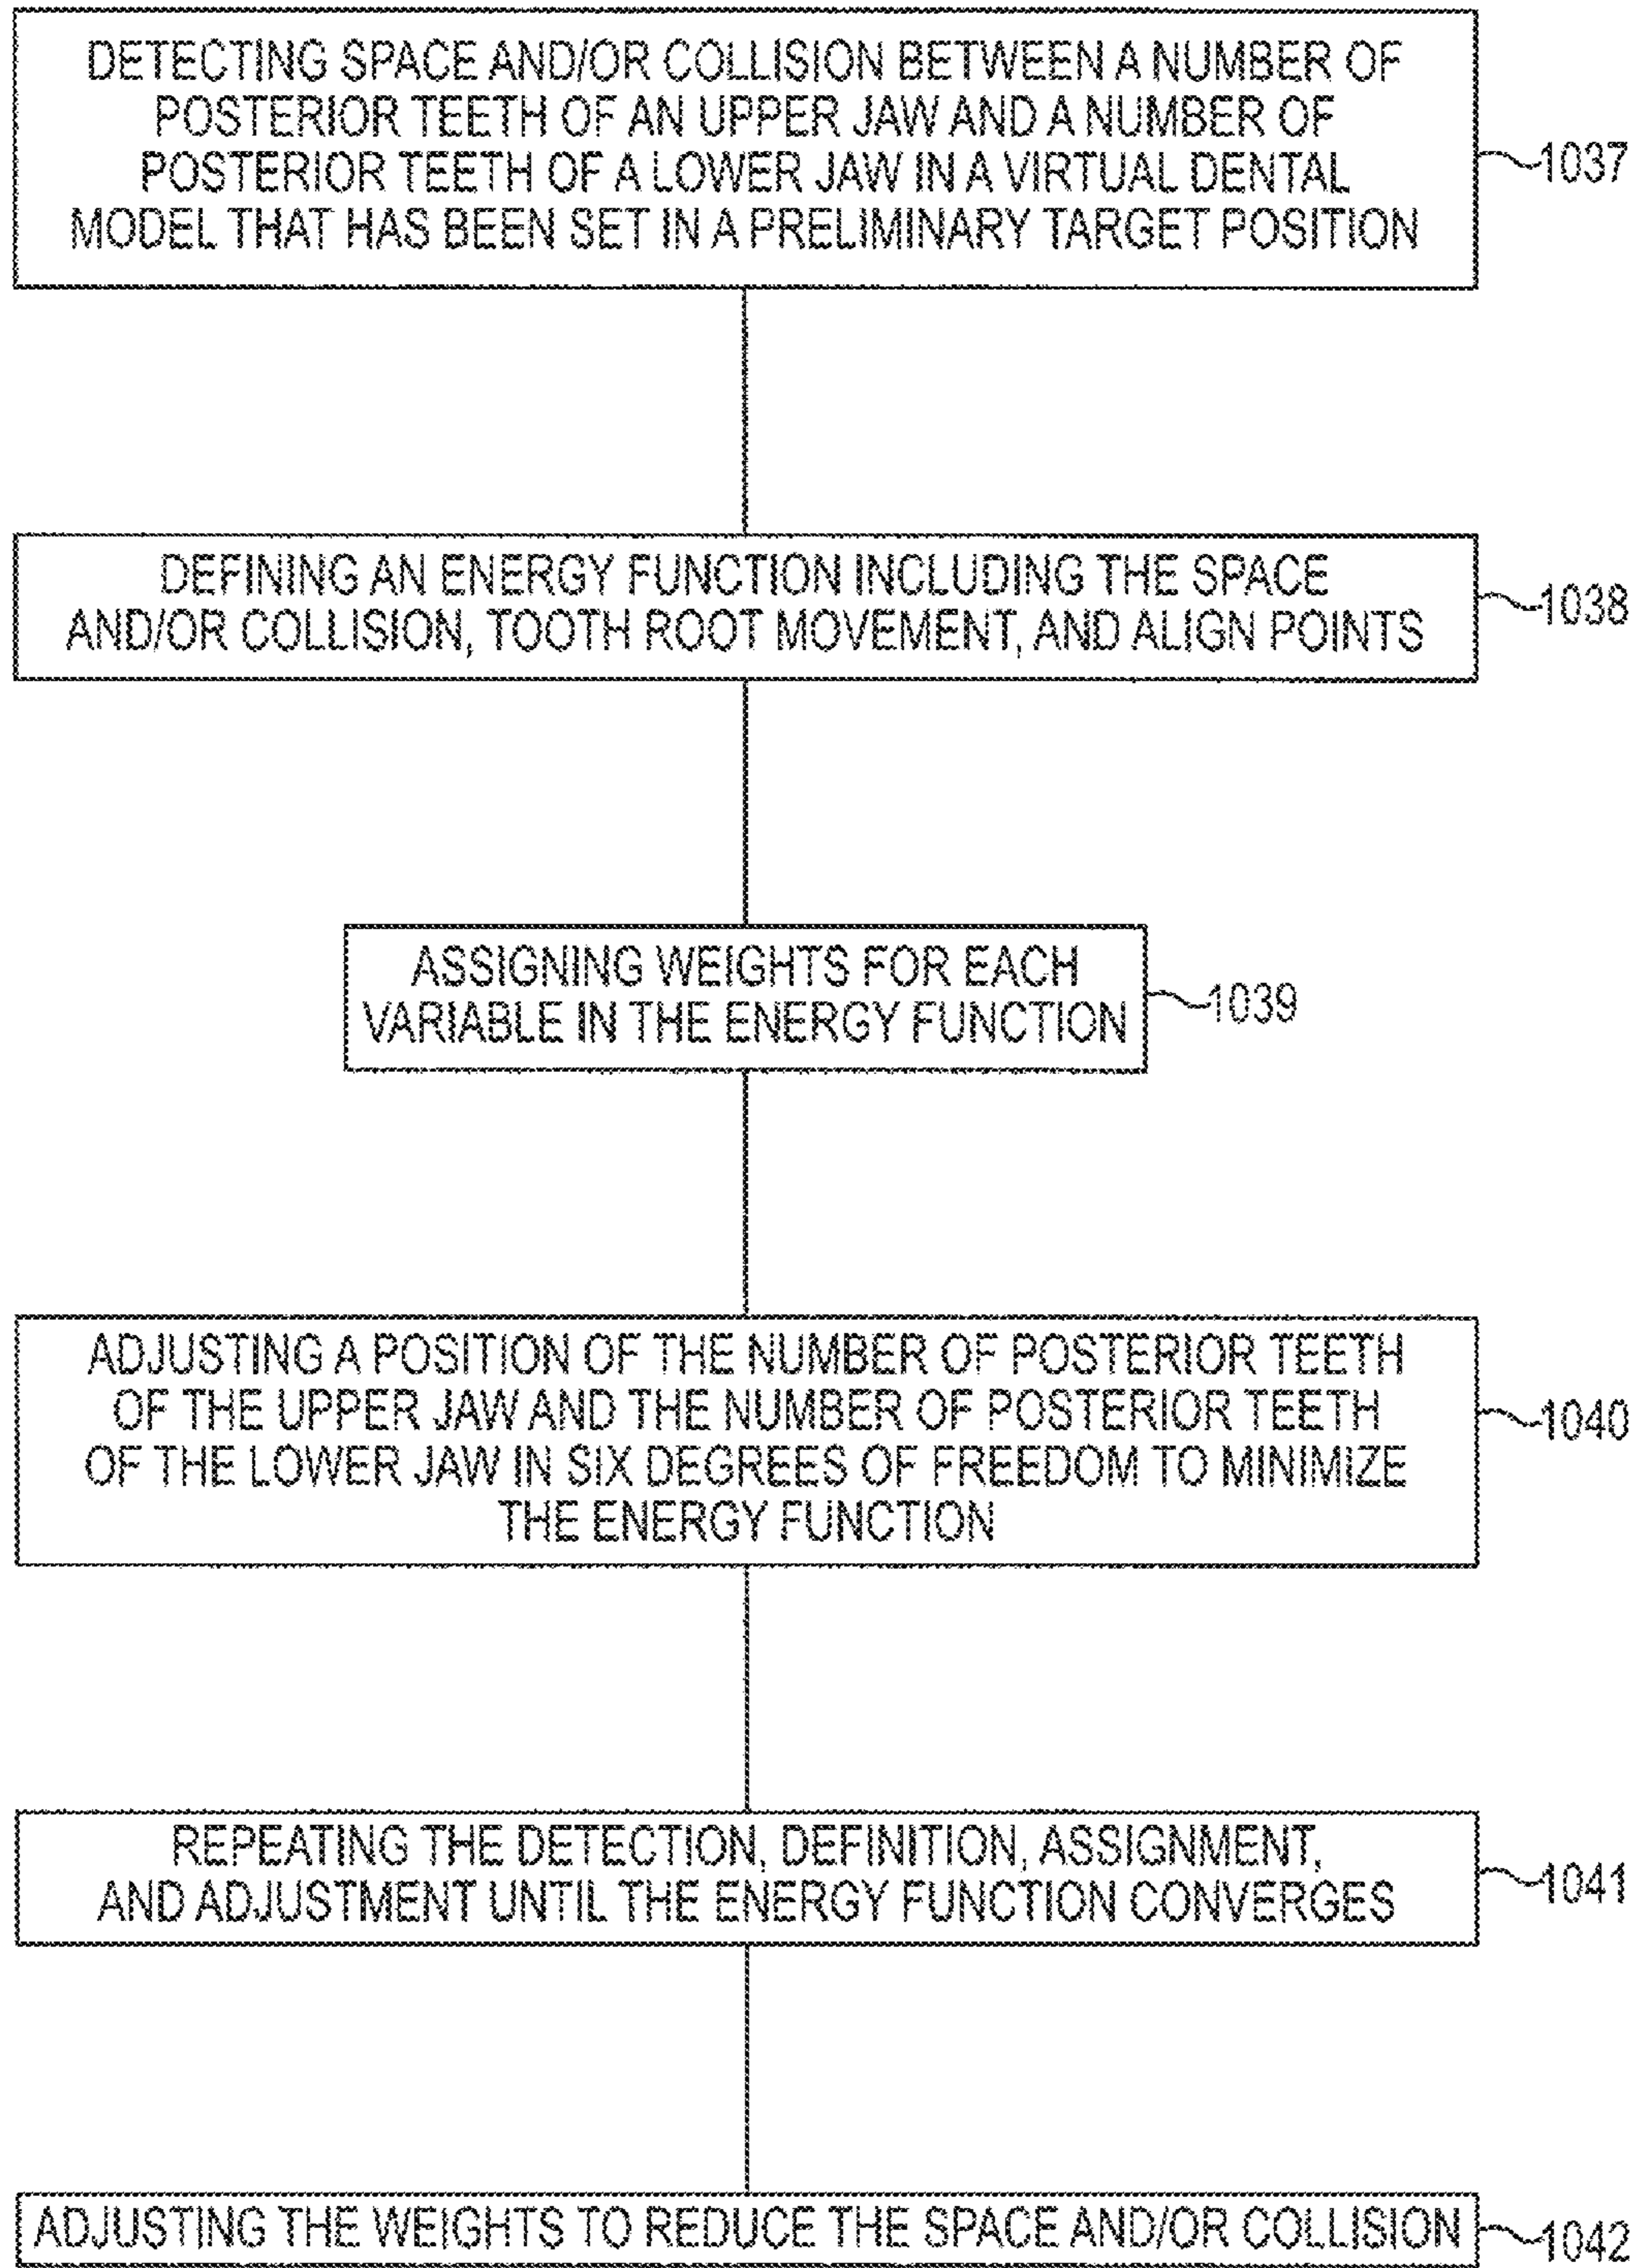 DETECTING SPACE AND/OR COLLISION BETWEEN A NUMBER OF
POSTERIOR TEETH OF AN UPPER JAW AND A NUMBER OF
POSTERIOR TEETH OF A LOWER JAW IN A VIRTUAL DENTAL
MODEL THAT HAS BEEN SET IN A PRELIMINARY TARGET POSITION
1037
DEFINING AN ENERGY FUNCTION INCLUDING THE SPACE
AND/OR COLLISION, TOOTH ROOT MOVEMENT, AND ALIGN POINTS
1038
ASSIGNING WEIGHTS FOR EACH
VARIABLE IN THE ENERGY FUNCTION
1039
ADJUSTING A POSITION OF THE NUMBER OF POSTERIOR TEETH
OF THE UPPER JAW AND THE NUMBER OF POSTERIOR TEETH
OF THE LOWER JAW IN SIX DEGREES OF FREEDOM TO MINIMIZE
THE ENERGY FUNCTION
1040
REPEATING THE DETECTION, DEFINITION, ASSIGNMENT,
AND ADJUSTMENT UNTIL THE ENERGY FUNCTION CONVERGES
1041
ADJUSTING THE WEIGHTS TO REDUCE THE SPACE AND/OR COLLISION
1042